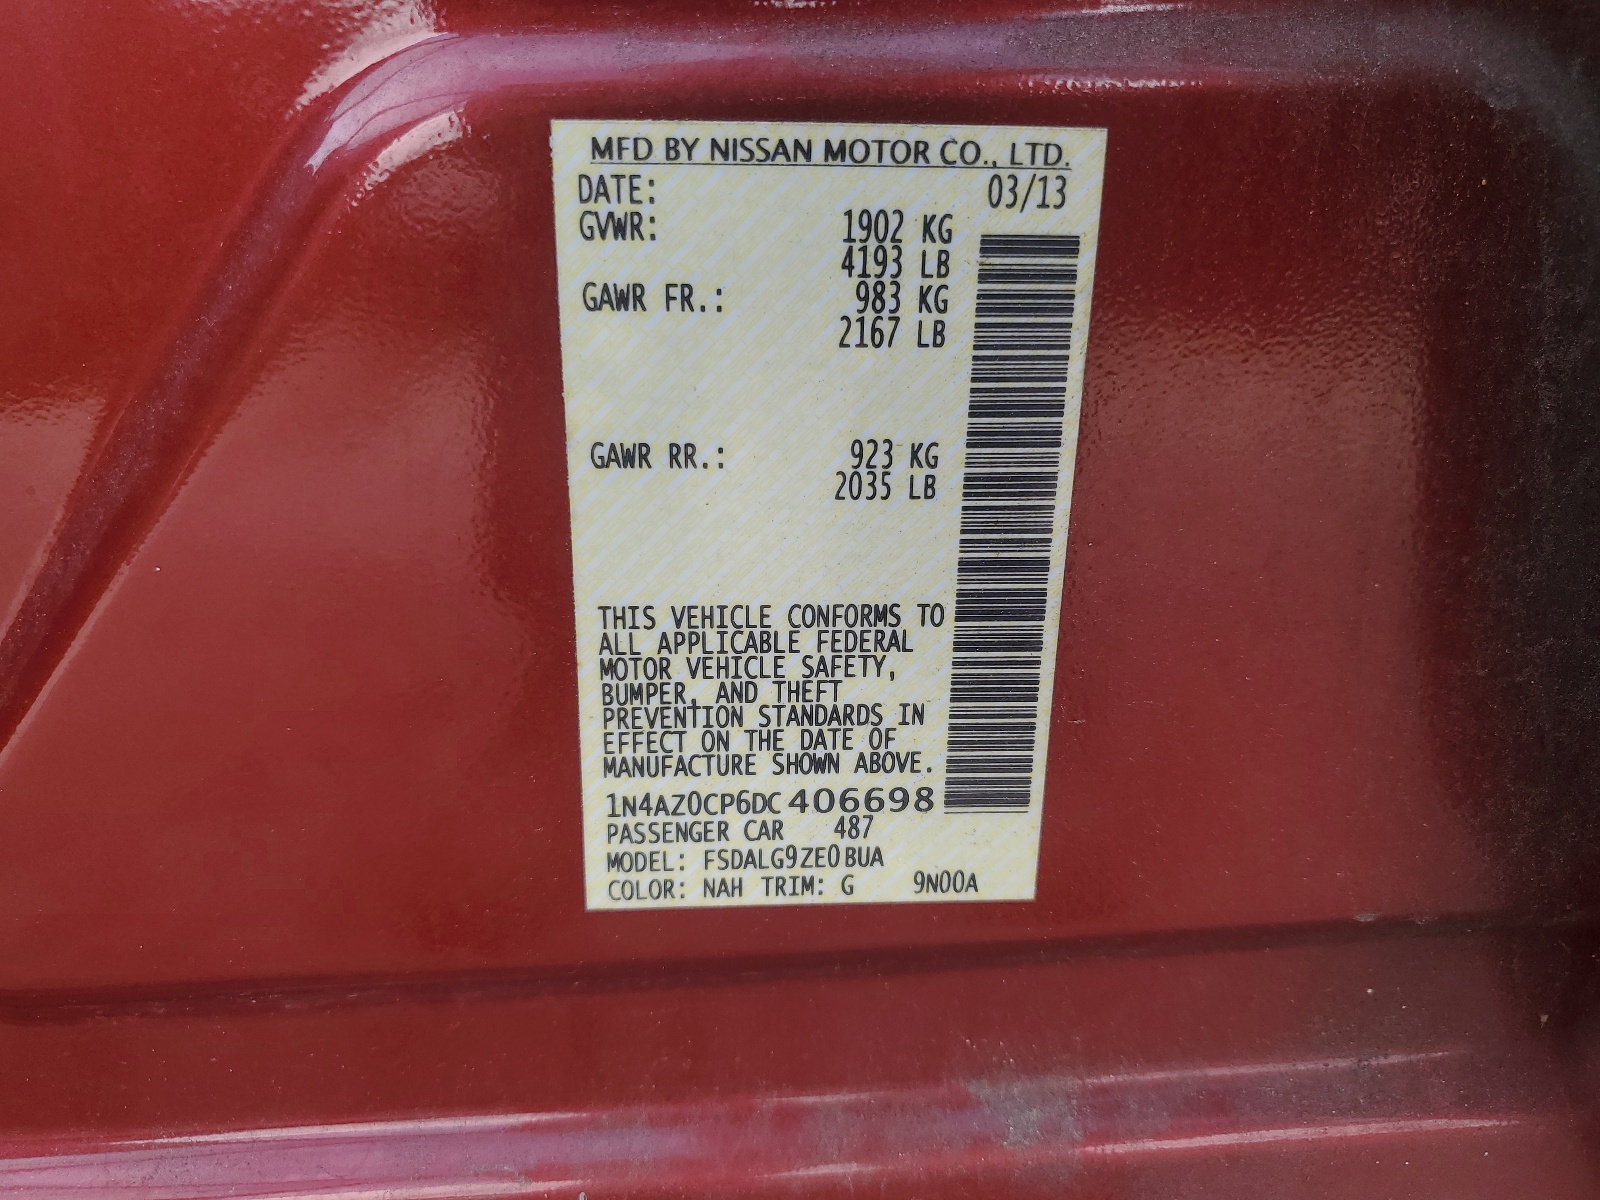 MFD BY NISSAN MOTOR CO., LTD.
DATE: 03/13
GVWR: 1902 KG
4193 LB
GAWR FR.: 983 KG
2167 LB
GAWR RR.: 923 KG
2035 LB
THIS VEHICLE CONFORMS TO
ALL APPLICABLE FEDERAL
MOTOR VEHICLE SAFETY,
BUMPER, AND THEFT
PREVENTION STANDARDS IN
EFFECT ON THE DATE OF
MANUFACTURE SHOWN ABOVE.
1N4AZ0CP6DC406698
PASSENGER CAR 487
MODEL: FSDALG9ZE0BUA
COLOR: NAH TRIM: G 9N00A